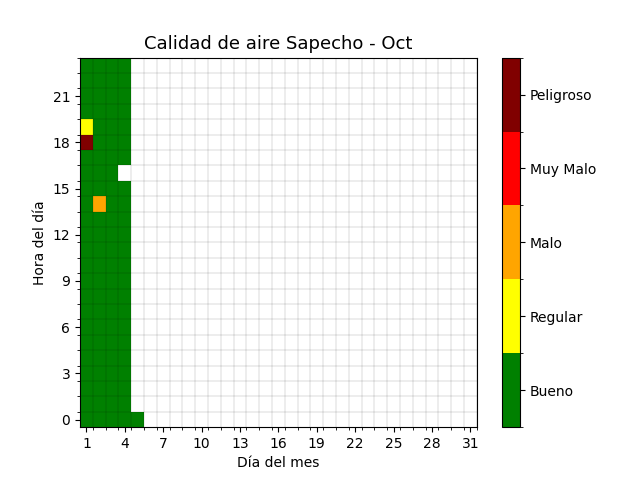 Calidad de aire Sapecho - Oct
Hora del día
21
18
15
12
9
6
3
0
1 4 7 10 13 16 19 22 25 28 31
Día del mes
Peligroso
Muy Malo
Malo
Regular
Bueno